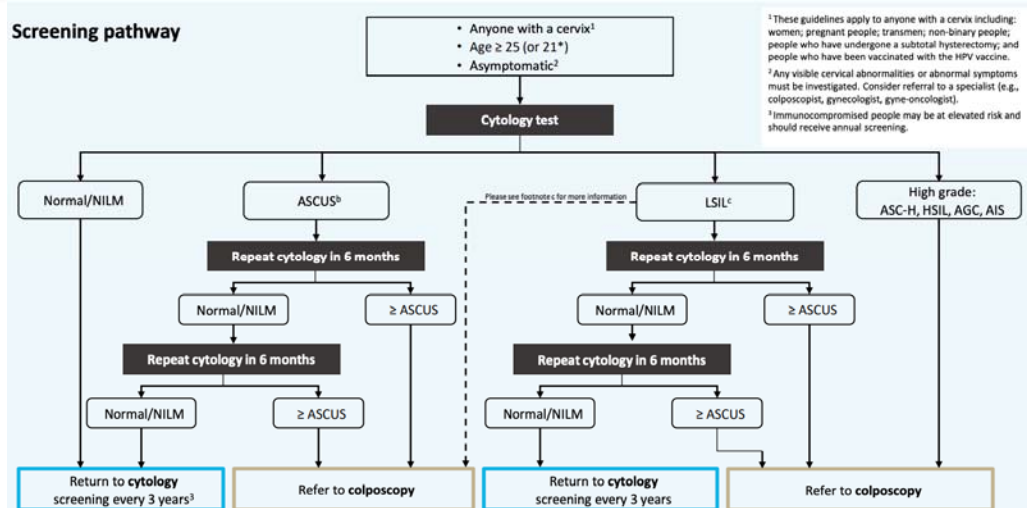 Screening pathway
• Anyone with a cervix¹
• Age ≥ 25 (or 21*)
• Asymptomatic²
¹ These guidelines apply to anyone with a cervix including:
women; pregnant people; transmen; non-binary people;
people who have undergone a subtotal hysterectomy; and
people who have been vaccinated with the HPV vaccine.
² Any visible cervical abnormalities or abnormal symptoms
must be investigated. Consider referral to a specialist (e.g.,
colposcopist, gynecologist, gyne-oncologist).
³ Immunocompromised people may be at elevated risk and
should receive annual screening.
Cytology test
Normal/NILM
ASCUSᵇ
Please see footnote c for more information
LSILᶜ
High grade:
ASC-H, HSIL, AGC, AIS
Repeat cytology in 6 months
Repeat cytology in 6 months
Normal/NILM
≥ ASCUS
Normal/NILM
≥ ASCUS
Repeat cytology in 6 months
Repeat cytology in 6 months
Normal/NILM
≥ ASCUS
Normal/NILM
≥ ASCUS
Return to cytology
screening every 3 years³
Refer to colposcopy
Return to cytology
screening every 3 years
Refer to colposcopy